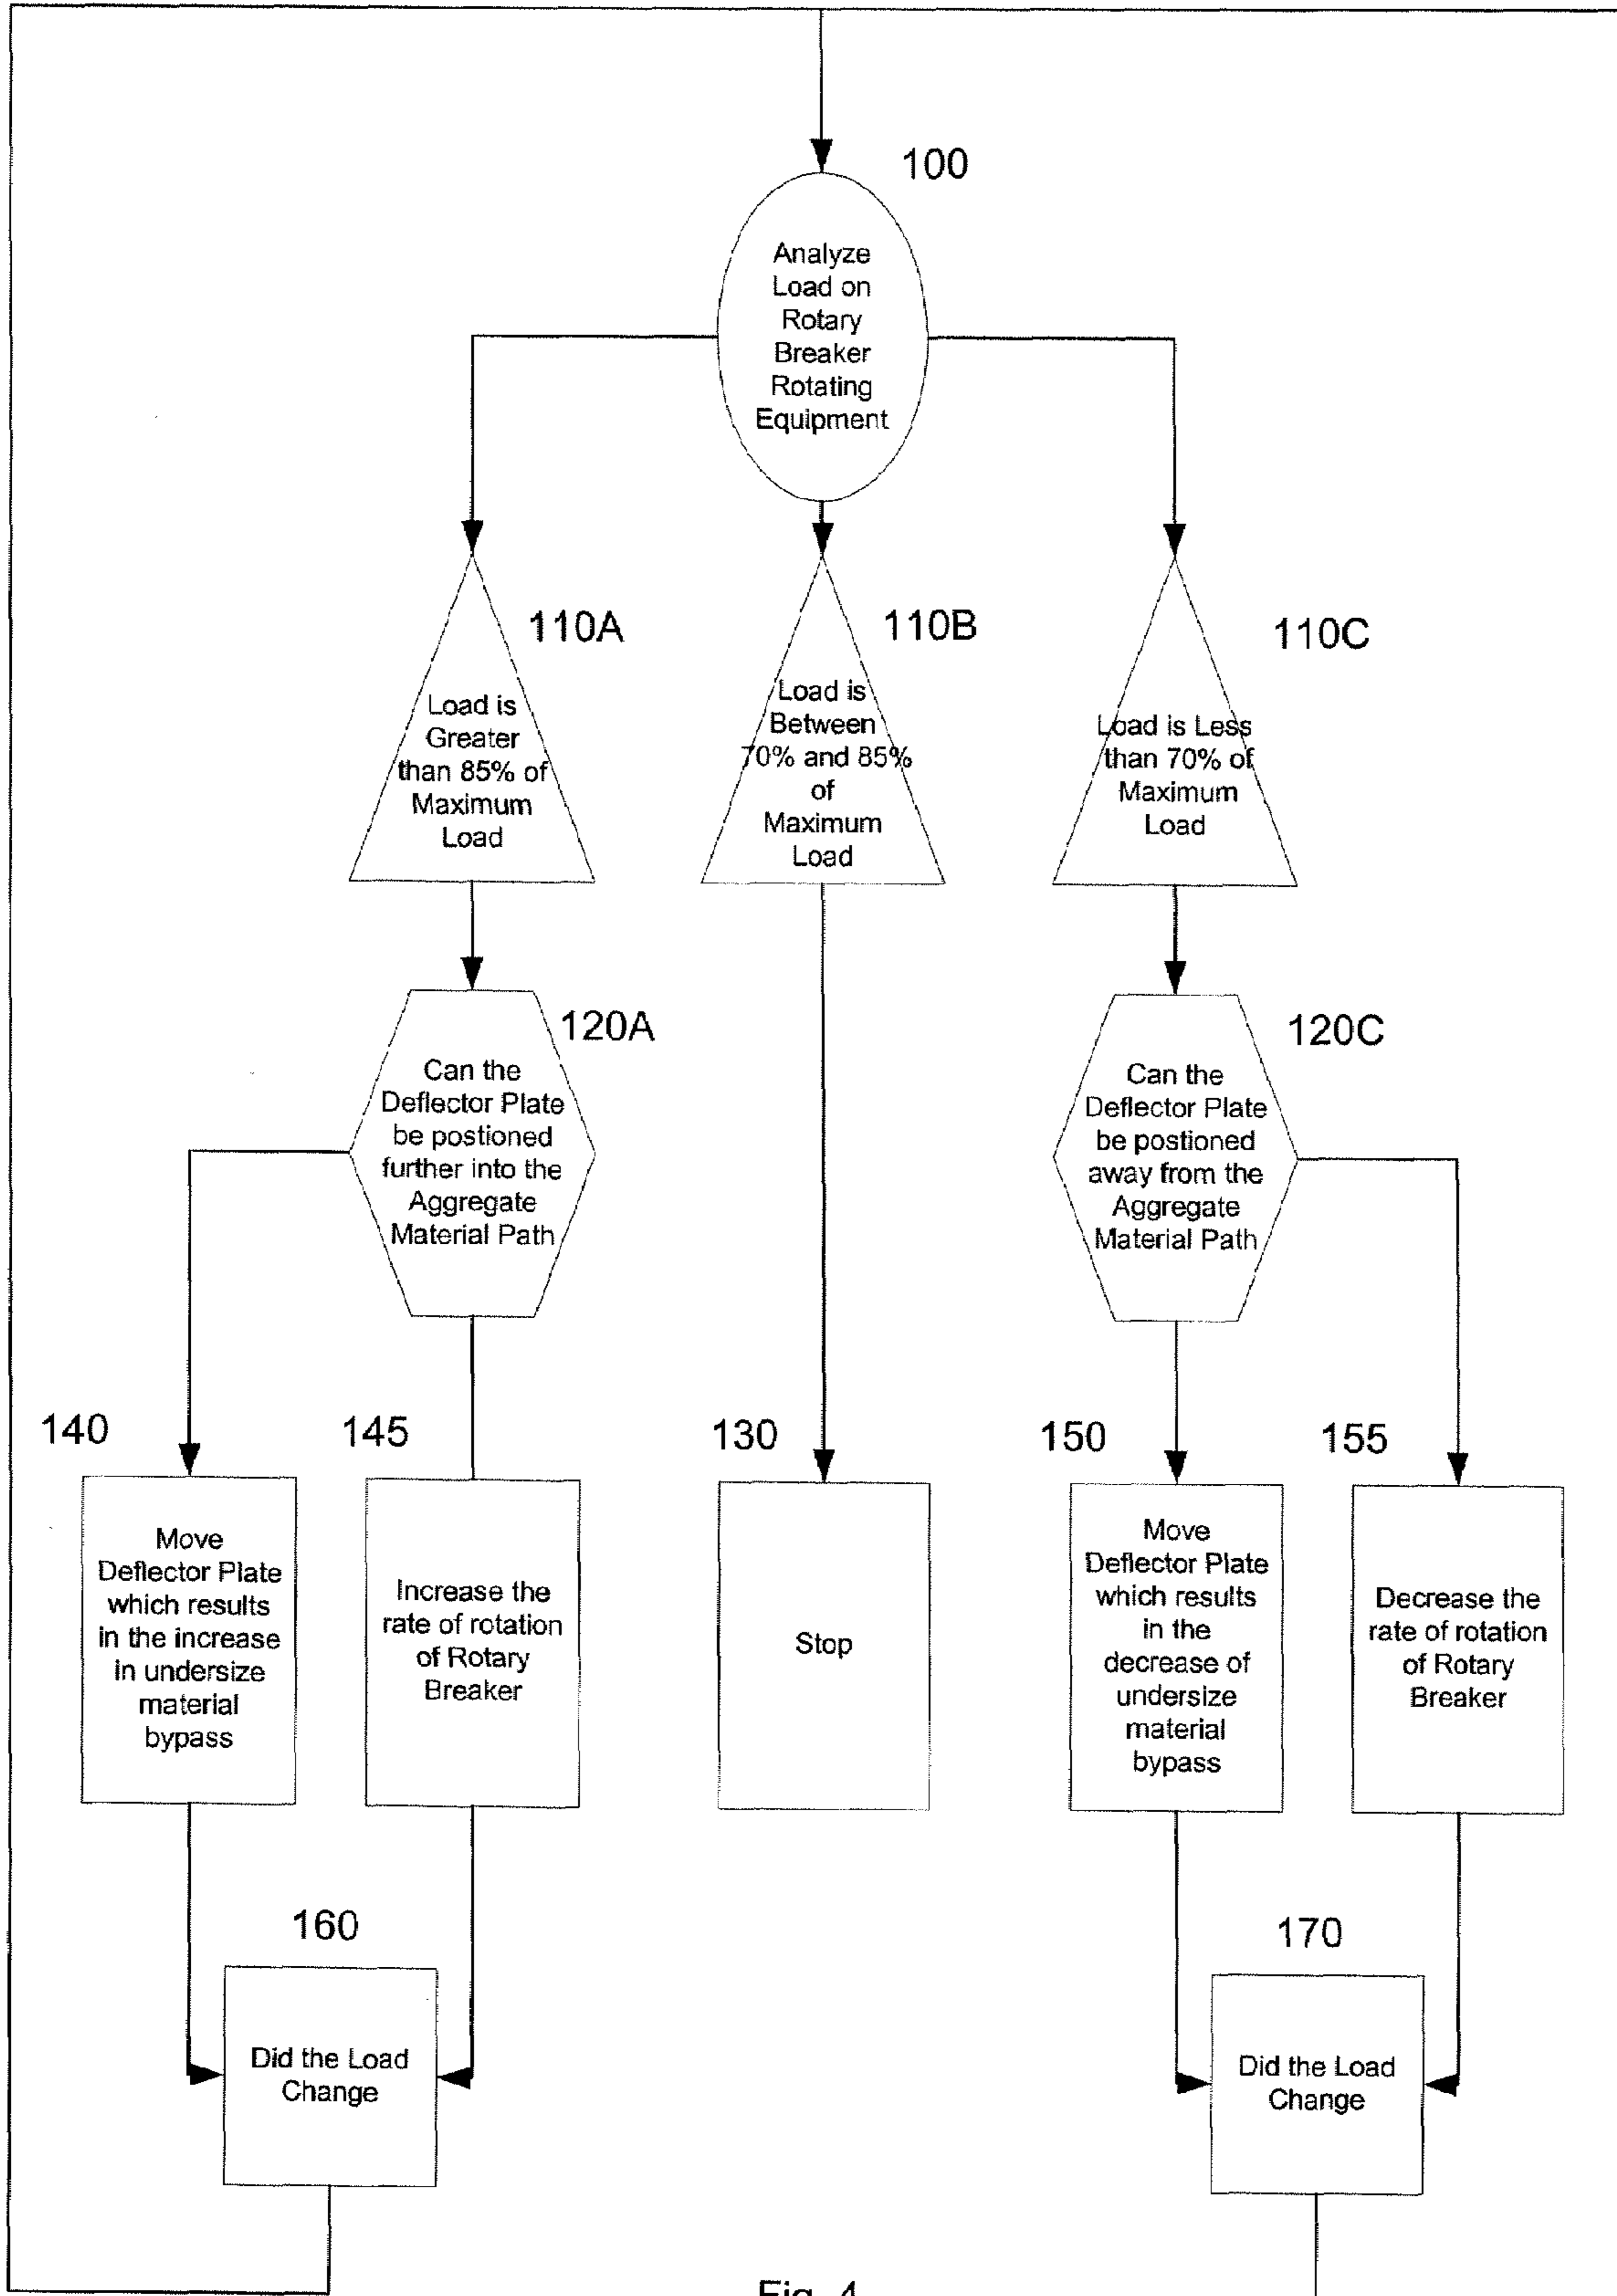 100
Analyze
Load on
Rotary
Breaker
Rotating
Equipment
110A
Load is
Greater
than 85% of
Maximum
Load
110B
Load is
Between
70% and 85%
of
Maximum
Load
110C
Load is Less
than 70% of
Maximum
Load
120A
Can the
Deflector Plate
be postioned
further into the
Aggregate
Material Path
120C
Can the
Deflector Plate
be postioned
away from the
Aggregate
Material Path
140
Move
Deflector Plate
which results
in the increase
in undersize
material
bypass
145
Increase the
rate of rotation
of Rotary
Breaker
130
Stop
150
Move
Deflector Plate
which results
in the
decrease of
undersize
material
bypass
155
Decrease the
rate of rotation
of Rotary
Breaker
160
Did the Load
Change
170
Did the Load
Change
Fig. 4